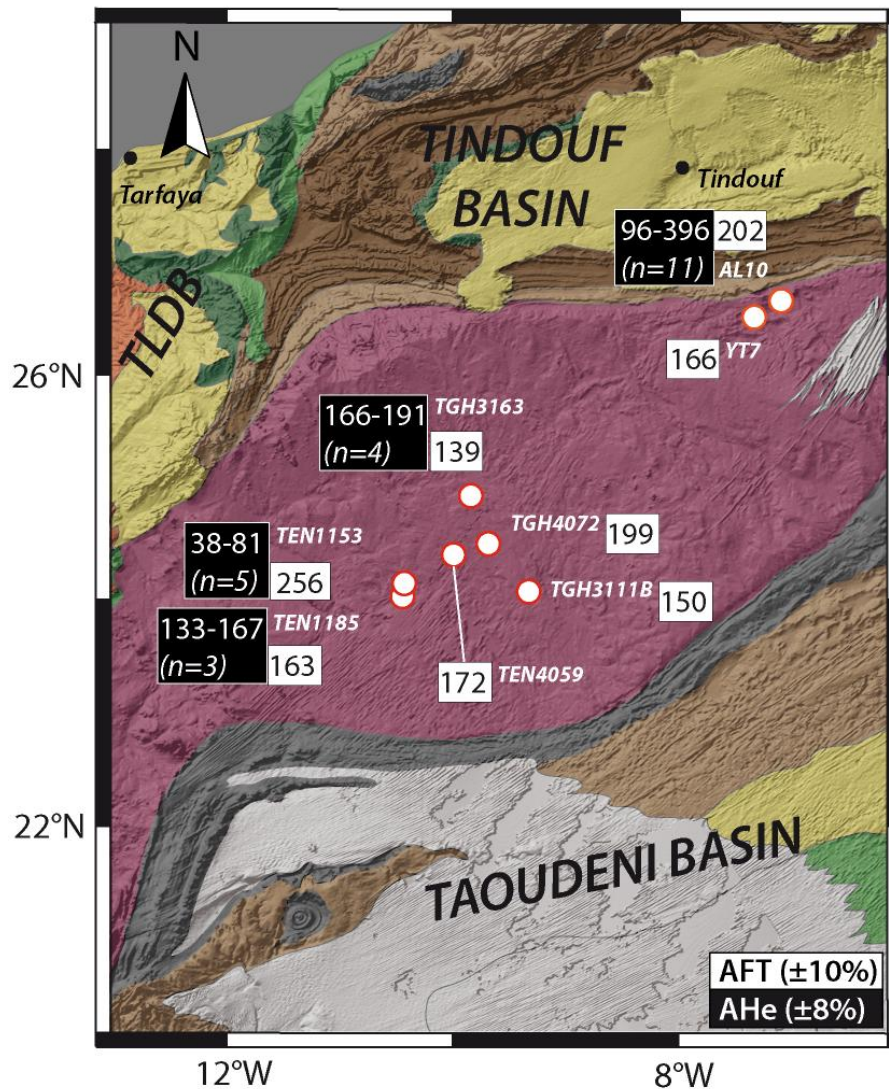 N
TINDOUF
BASIN
Tarfaya
Tindouf
96-396 202
(n=11) AL10
TLDB
26°N
166 YT7
166-191 TGH3163
(n=4) 139
TGH4072 199
38-81 TEN1153
(n=5) 256
TGH3111B 150
133-167 TEN1185
(n=3) 163
172 TEN4059
22°N
TAOUDENI BASIN
AFT (±10%)
AHe (±8%)
12°W 8°W